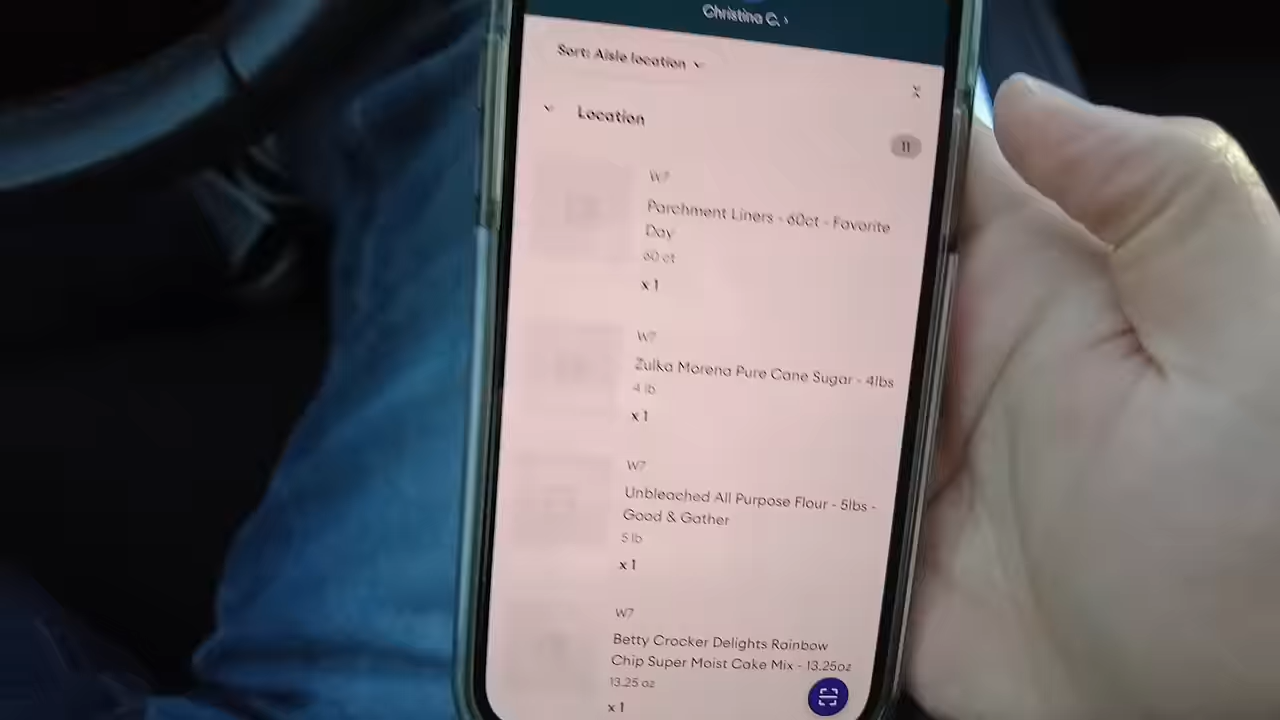 Christina C. ›
Sort: Aisle location
Location
11
W7
Parchment Liners - 60ct - Favorite
Day
60 ct
x 1
W7
Zulka Morena Pure Cane Sugar - 4lbs
4 lb
x 1
W7
Unbleached All Purpose Flour - 5lbs -
Good & Gather
5 lb
x 1
W7
Betty Crocker Delights Rainbow
Chip Super Moist Cake Mix - 13.25oz
13.25 oz
x 1